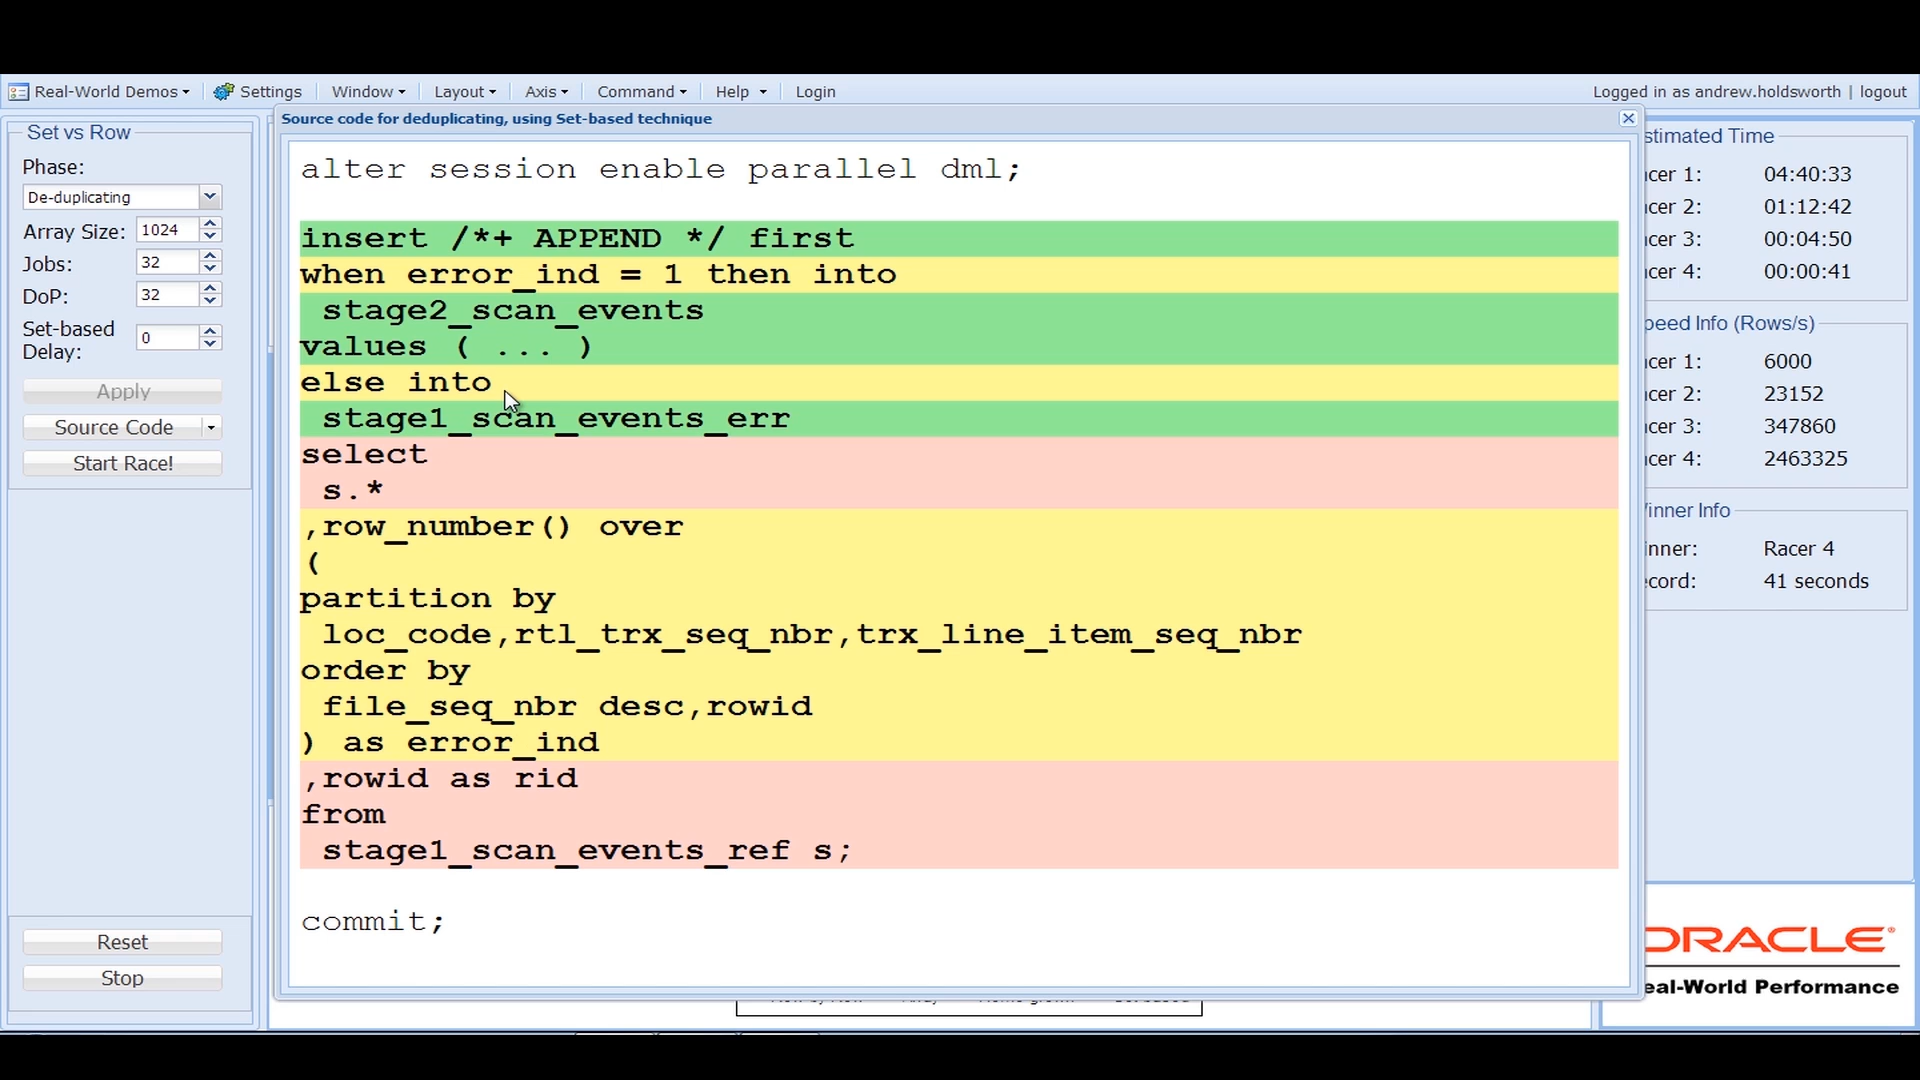 Real-World Demos Settings Window Layout Axis Command Help Login Logged in as andrew.holdsworth | logout
Set vs Row
Phase:
De-duplicating
Array Size: 1024
Jobs: 32
DoP: 32
Set-based
Delay: 0
Apply
Source Code
Start Race!
Reset
Stop
Source code for deduplicating, using Set-based technique
alter session enable parallel dml;
insert /*+ APPEND */ first
when error_ind = 1 then into
stage2_scan_events
values ( ... )
else into
stage1_scan_events_err
select
s.*
,row_number() over
(
partition by
loc_code,rtl_trx_seq_nbr,trx_line_item_seq_nbr
order by
file_seq_nbr desc,rowid
) as error_ind
,rowid as rid
from
stage1_scan_events_ref s;
commit;
stimated Time
cer 1: 04:40:33
cer 2: 01:12:42
cer 3: 00:04:50
cer 4: 00:00:41
peed Info (Rows/s)
cer 1: 6000
cer 2: 23152
cer 3: 347860
cer 4: 2463325
inner Info
nner: Racer 4
cord: 41 seconds
ORACLE
eal-World Performance